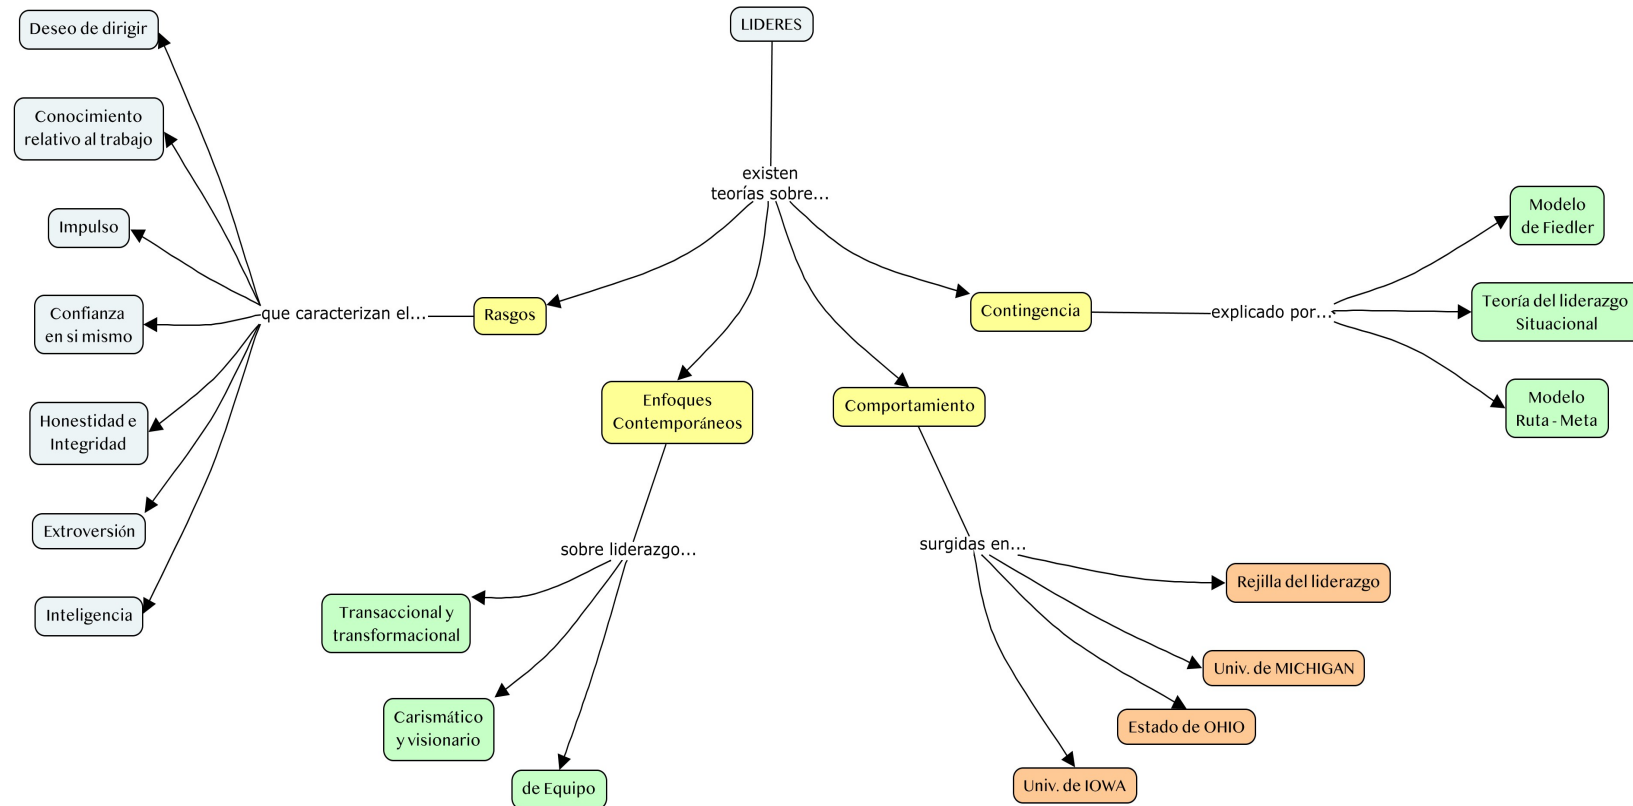 LIDERES
existen
teorías sobre...
Rasgos
que caracterizan el...
Deseo de dirigir
Conocimiento
relativo al trabajo
Impulso
Confianza
en si mismo
Honestidad e
Integridad
Extroversión
Inteligencia
Enfoques
Contemporáneos
sobre liderazgo...
Transaccional y
transformacional
Carismático
y visionario
de Equipo
Comportamiento
surgidas en...
Rejilla del liderazgo
Univ. de MICHIGAN
Estado de OHIO
Univ. de IOWA
Contingencia
explicado por...
Modelo
de Fiedler
Teoría del liderazgo
Situacional
Modelo
Ruta - Meta